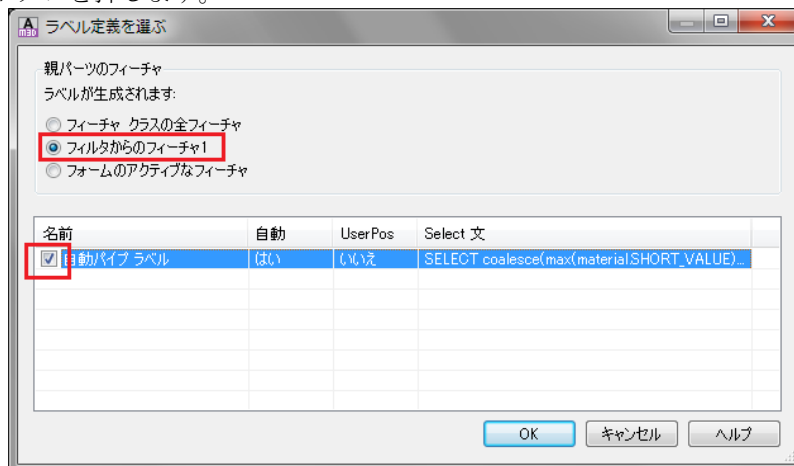 ラベル定義を選ぶ
親パーツのフィーチャ
ラベルが生成されます:
フィーチャ クラスの全フィーチャ
フィルタからのフィーチャ1
フォームのアクティブなフィーチャ
名前 自動 UserPos Select 文
自動パイプ ラベル はい いいえ SELECT coalesce(max(material.SHORT_VALUE)...
OK キャンセル ヘルプ